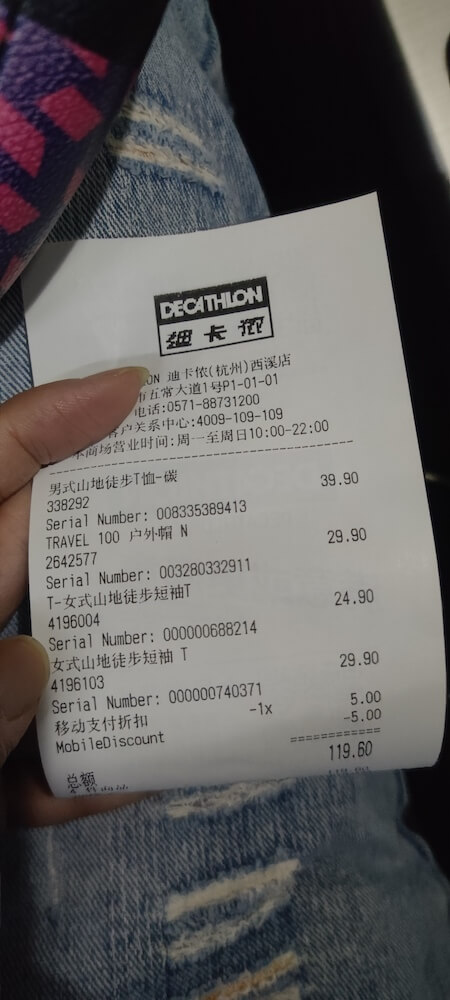 DECATHLON
迪卡侬
ON 迪卡侬(杭州)西溪店
市五常大道1号P1-01-01
电话:0571-88731200
客户关系中心:4009-109-109
本商场营业时间:周一至周日10:00-22:00
男式山地徒步T恤-碳 39.90
338292
Serial Number: 008335389413
TRAVEL 100 户外帽 N 29.90
2642577
Serial Number: 003280332911
T-女式山地徒步短袖T 24.90
4196004
Serial Number: 000000688214
女式山地徒步短袖 T 29.90
4196103
Serial Number: 000000740371
移动支付折扣 -1x 5.00
MobileDiscount -5.00
============
总额 119.60